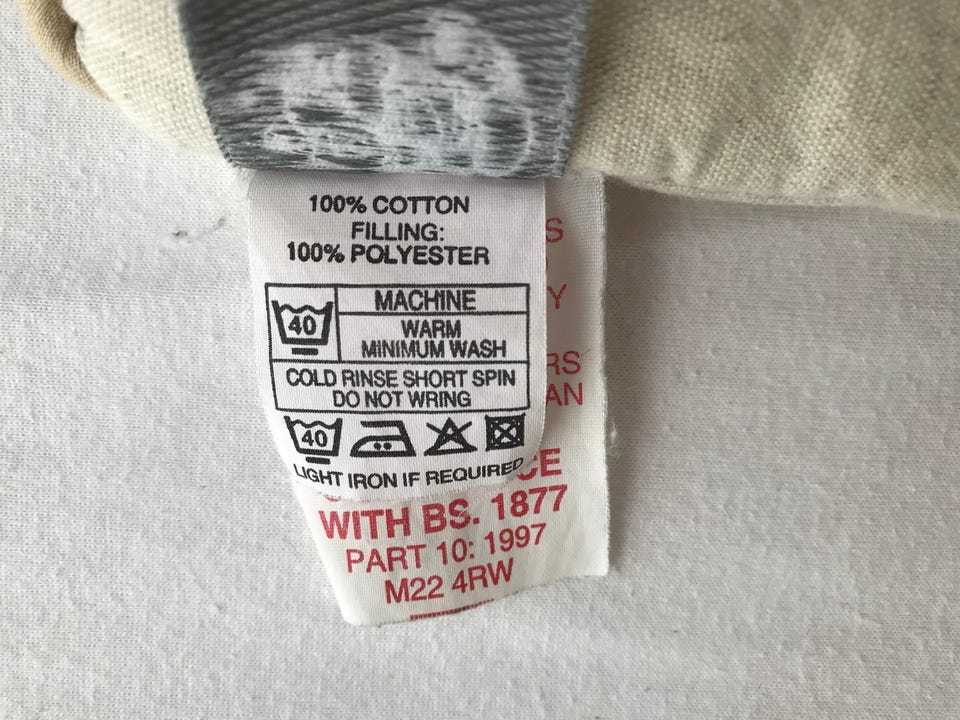 100% COTTON
FILLING:
100% POLYESTER
40
MACHINE
WARM
MINIMUM WASH
COLD RINSE SHORT SPIN
DO NOT WRING
40
LIGHT IRON IF REQUIRED
WITH BS. 1877
PART 10: 1997
M22 4RW